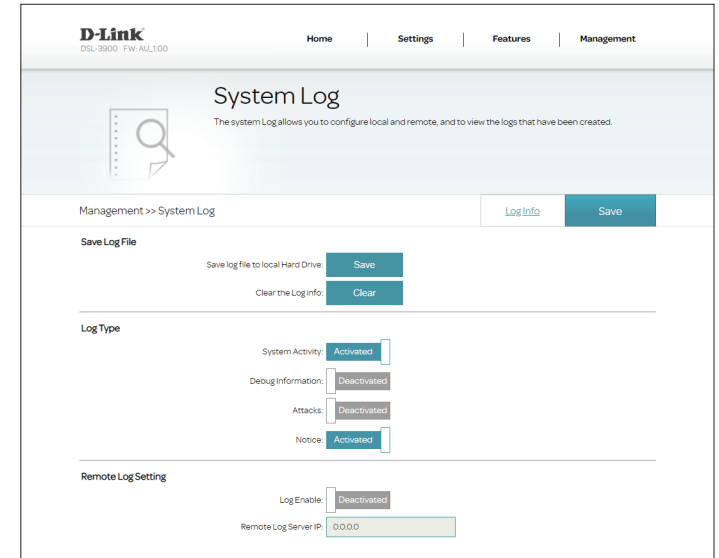 D-Link
DSL-3900 FW:AU_1.00
Home Settings Features Management
System Log
The system Log allows you to configure local and remote, and to view the logs that have been created.
Management >> System Log
Log Info Save
Save Log File
Save log file to local Hard Drive: Save
Clear the Log info: Clear
Log Type
System Activity: Activated
Debug Information: Deactivated
Attacks: Deactivated
Notice: Activated
Remote Log Setting
Log Enable: Deactivated
Remote Log Server IP: 0.0.0.0